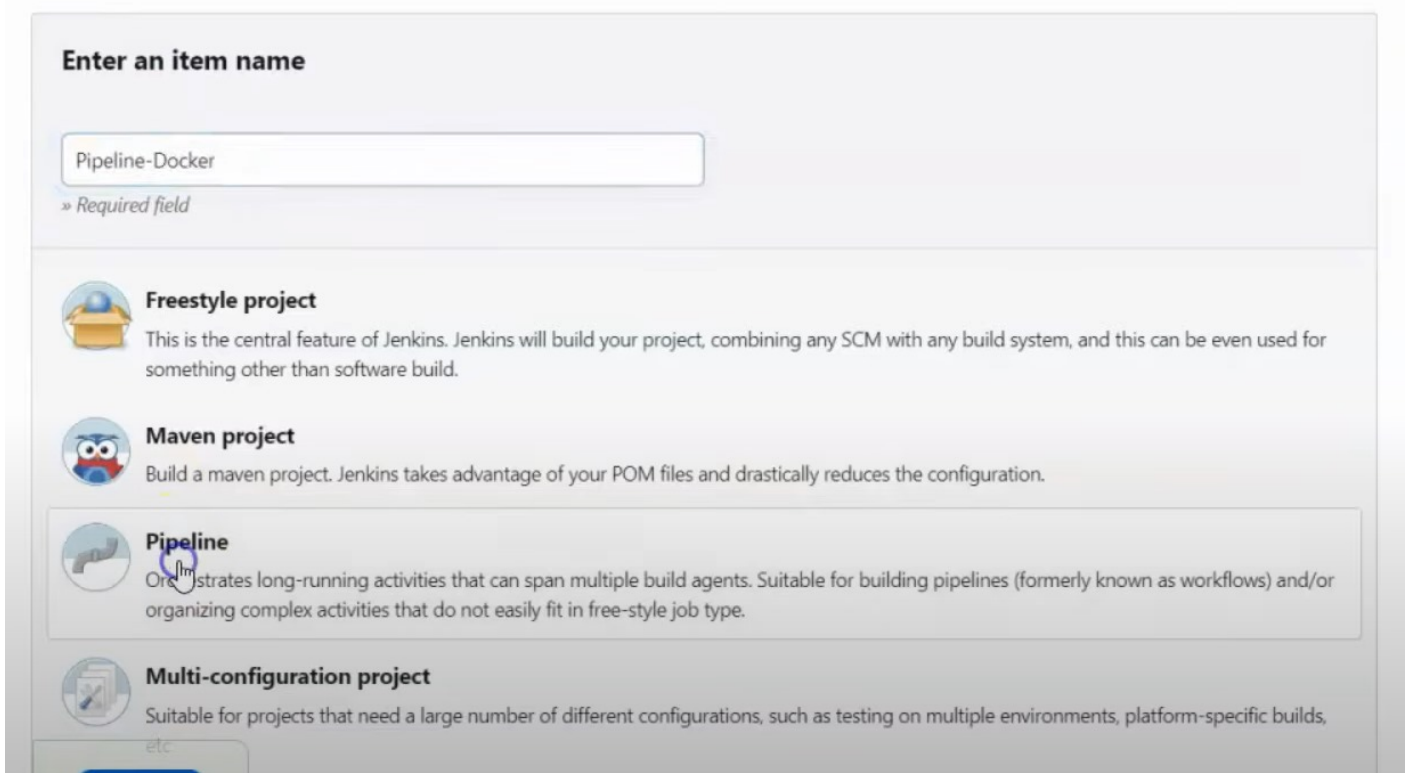 Enter an item name
Pipeline-Docker
» Required field
Freestyle project
This is the central feature of Jenkins. Jenkins will build your project, combining any SCM with any build system, and this can be even used for
something other than software build.
Maven project
Build a maven project. Jenkins takes advantage of your POM files and drastically reduces the configuration.
Pipeline
Orchestrates long-running activities that can span multiple build agents. Suitable for building pipelines (formerly known as workflows) and/or
organizing complex activities that do not easily fit in free-style job type.
Multi-configuration project
Suitable for projects that need a large number of different configurations, such as testing on multiple environments, platform-specific builds,
etc